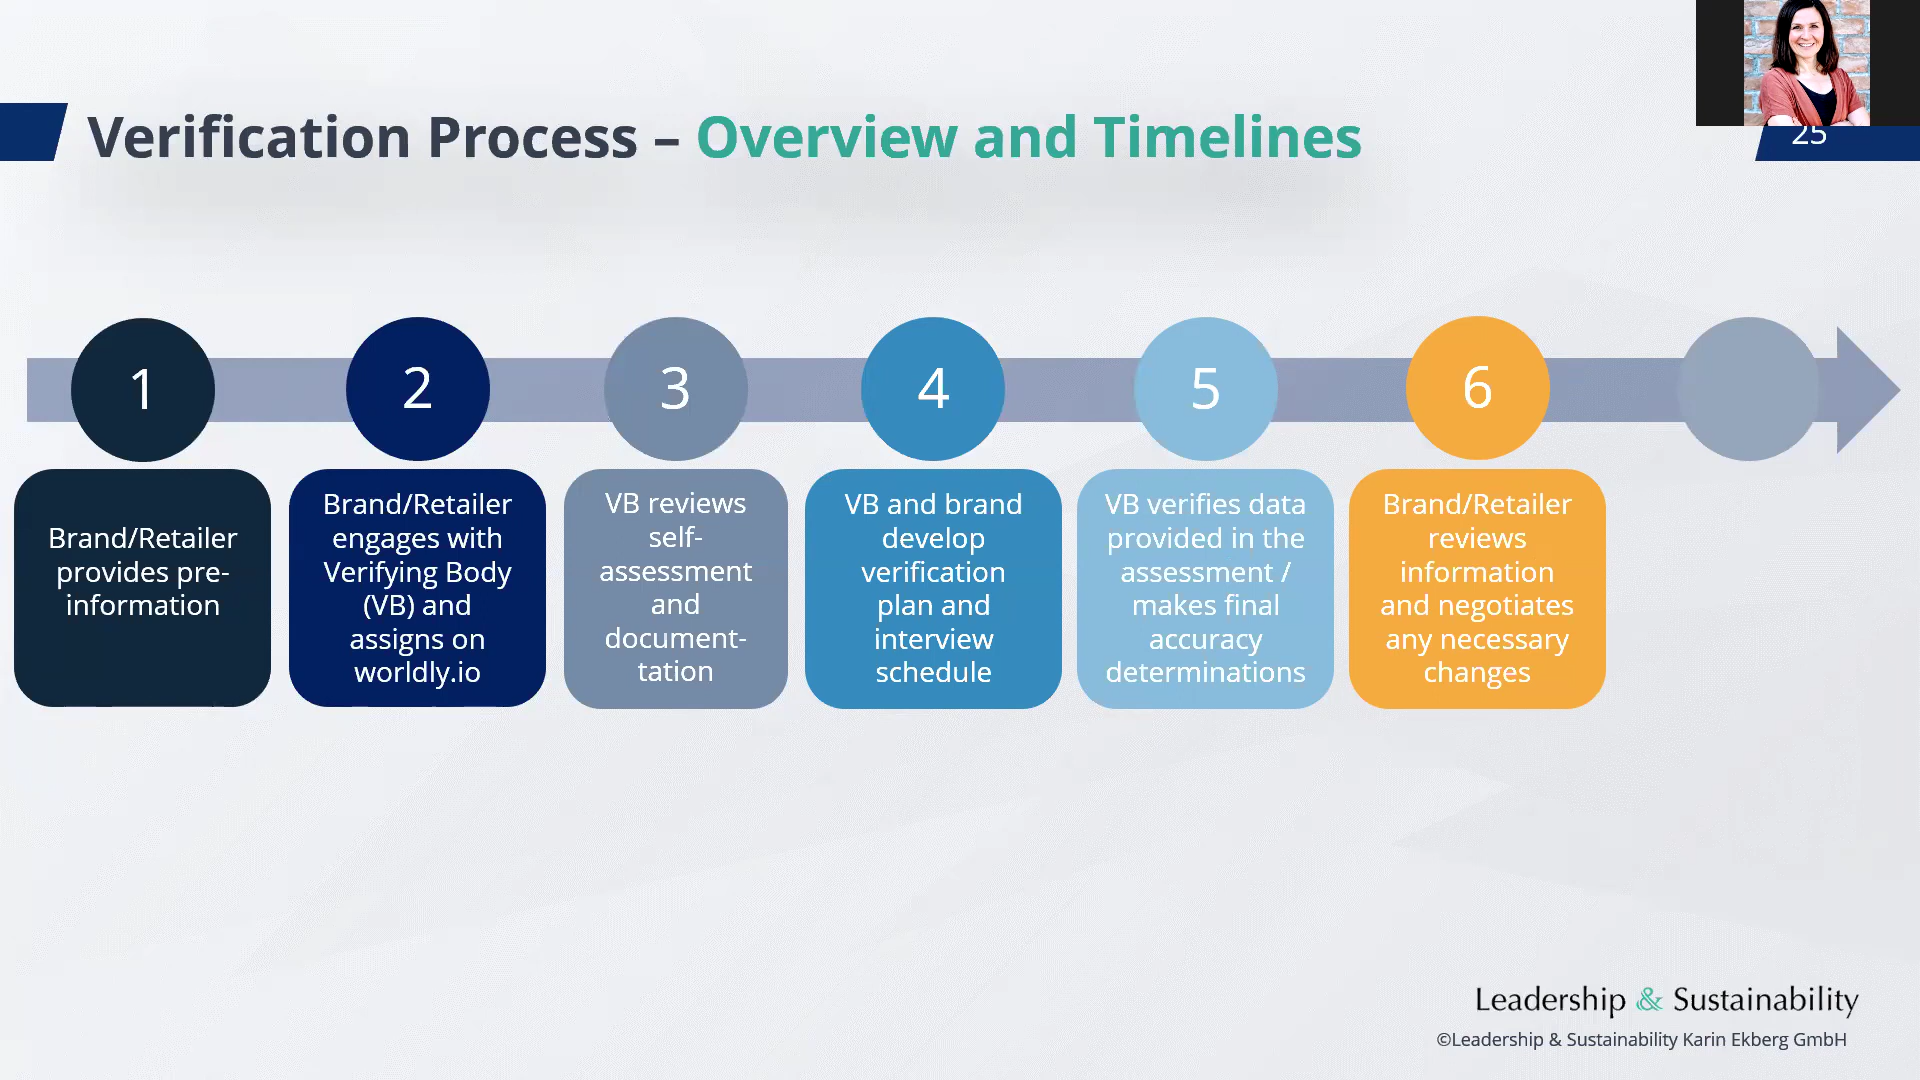 Verification Process – Overview and Timelines
25
1
2
3
4
5
6
Brand/Retailer
provides pre-
information
Brand/Retailer
engages with
Verifying Body
(VB) and
assigns on
worldly.io
VB reviews
self-
assessment
and
document-
tation
VB and brand
develop
verification
plan and
interview
schedule
VB verifies data
provided in the
assessment /
makes final
accuracy
determinations
Brand/Retailer
reviews
information
and negotiates
any necessary
changes
Leadership & Sustainability
©Leadership & Sustainability Karin Ekberg GmbH